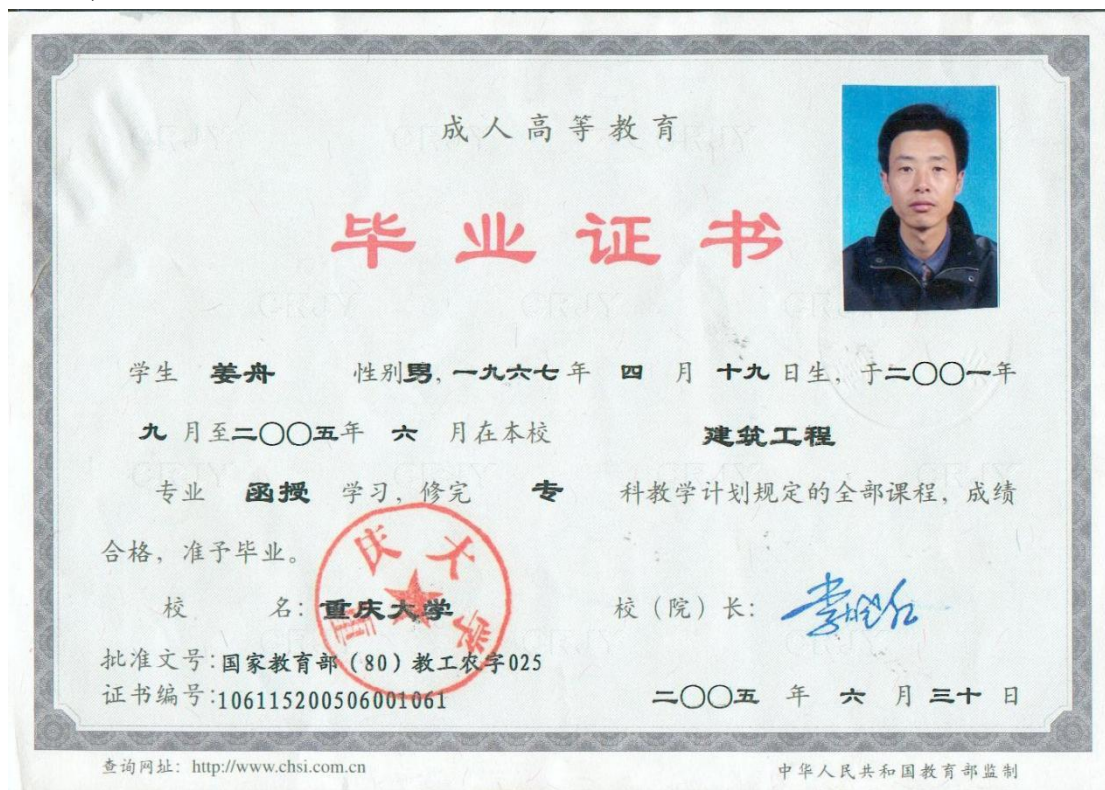 成人高等教育
毕业证书
学生 姜舟 性别男, 一九六七年 四 月 十九 日生, 于二〇〇一年
九 月至二〇〇五年 六 月在本校 建筑工程
专业 函授 学习, 修完 专 科教学计划规定的全部课程, 成绩
合格, 准予毕业。
校 名: 重庆大学 校（院）长:
重庆大学
批准文号: 国家教育部（80）教工农字025
证书编号: 106115200506001061 二〇〇五 年 六 月 三十 日
查询网址: http://www.chsi.com.cn 中华人民共和国教育部监制